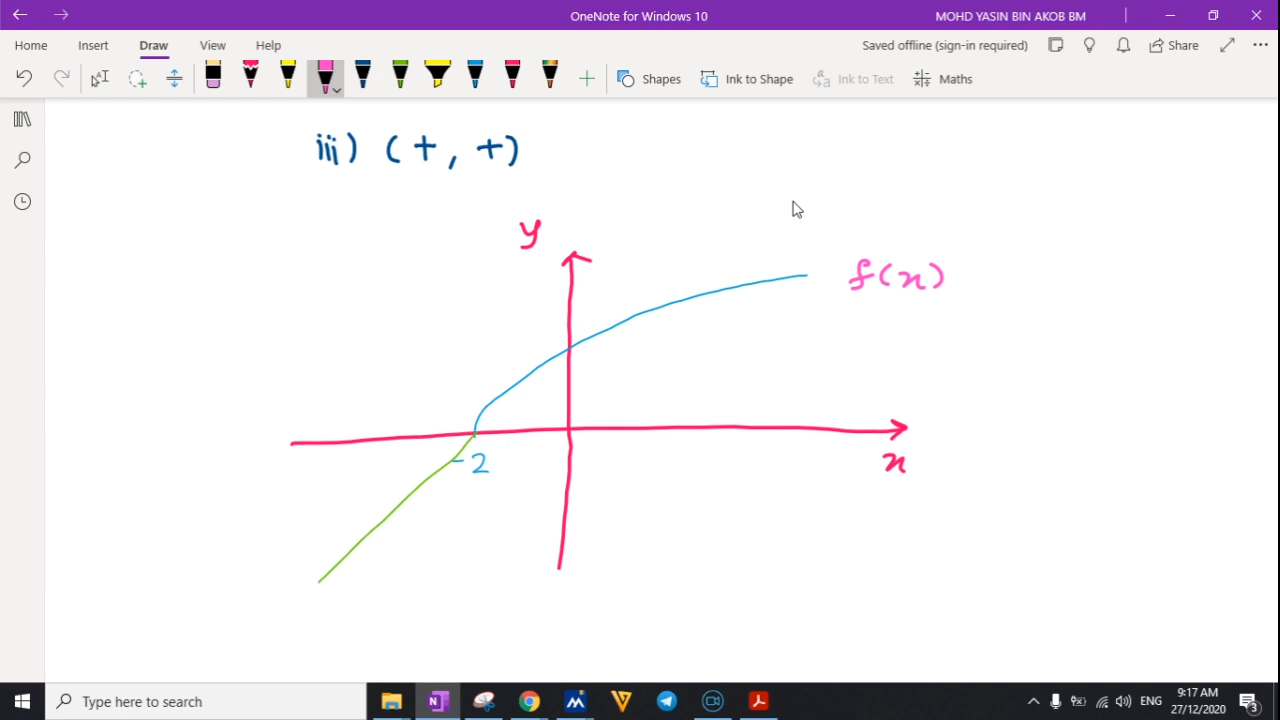 OneNote for Windows 10
MOHD YASIN BIN AKOB BM
Home Insert Draw View Help
Saved offline (sign-in required)
Share
Shapes
Ink to Shape
Ink to Text
Maths
iii) (+, +)
y
f(x)
-2
x
Type here to search
ENG
9:17 AM
27/12/2020
3